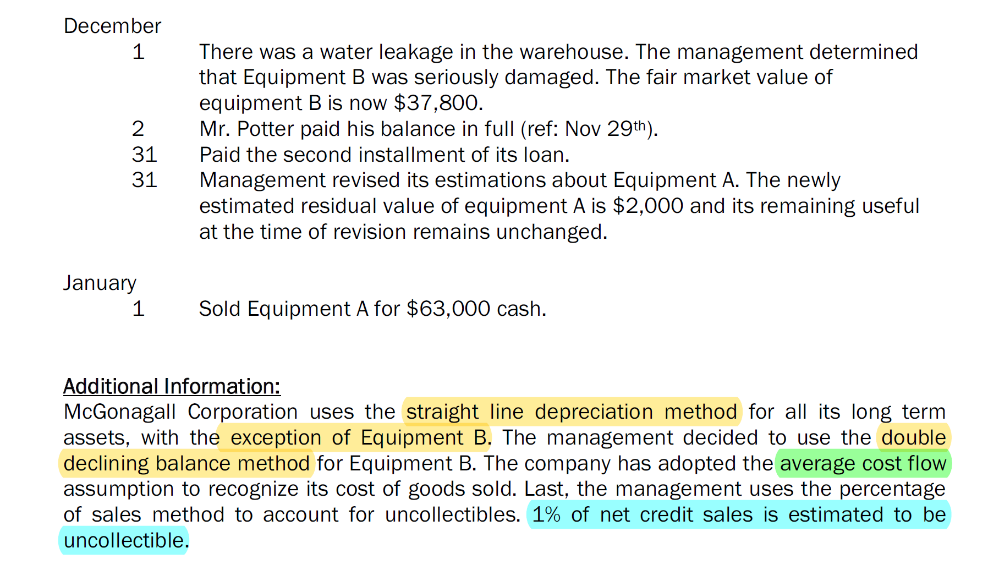 December
1 There was a water leakage in the warehouse. The management determined
that Equipment B was seriously damaged. The fair market value of
equipment B is now $37,800.
2 Mr. Potter paid his balance in full (ref: Nov 29th).
31 Paid the second installment of its loan.
31 Management revised its estimations about Equipment A. The newly
estimated residual value of equipment A is $2,000 and its remaining useful
at the time of revision remains unchanged.
January
1 Sold Equipment A for $63,000 cash.
Additional Information:
McGonagall Corporation uses the straight line depreciation method for all its long term
assets, with the exception of Equipment B. The management decided to use the double
declining balance method for Equipment B. The company has adopted the average cost flow
assumption to recognize its cost of goods sold. Last, the management uses the percentage
of sales method to account for uncollectibles. 1% of net credit sales is estimated to be
uncollectible.